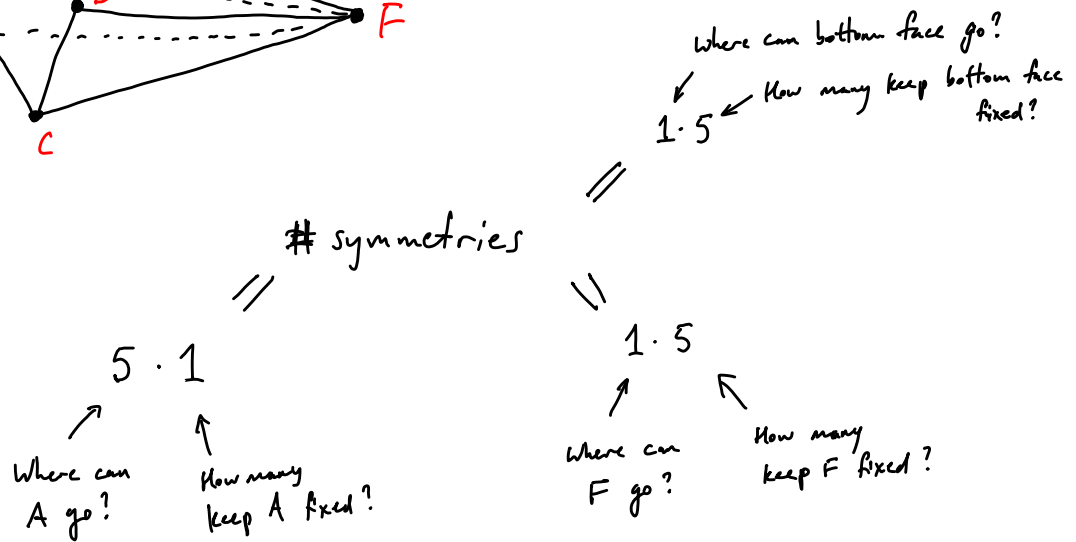 F
C
Where can bottom face go?
How many keep bottom face
fixed?
1·5
# symmetries
5·1
1·5
Where can
A go?
How many
keep A fixed?
Where can
F go?
How many
keep F fixed?